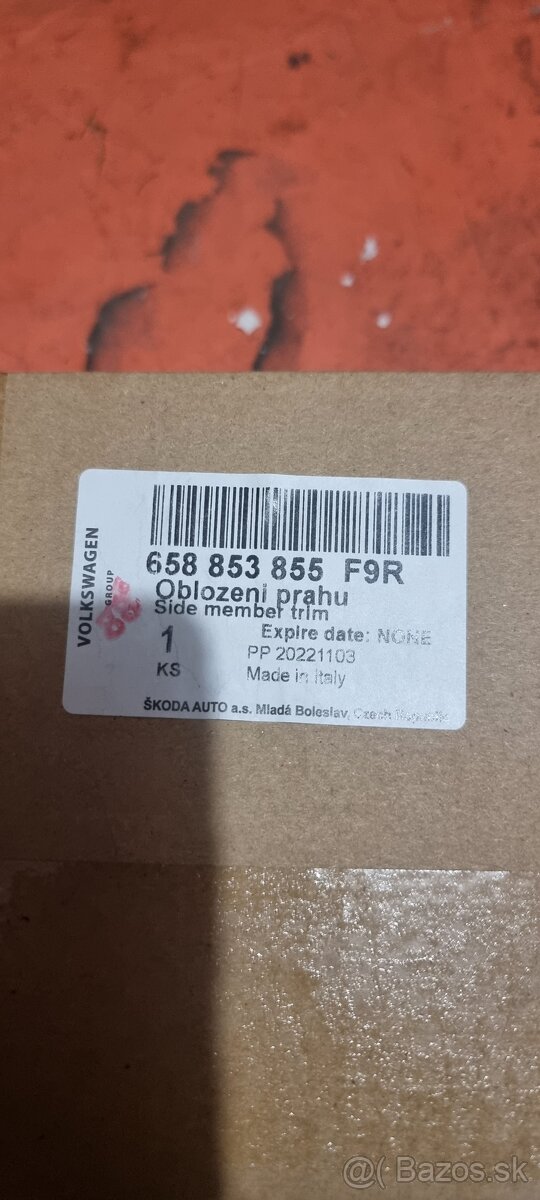 VOLKSWAGEN
GROUP
658 853 855 F9R
Oblozeni prahu
Side member trim
1
KS
Expire date: NONE
PP 20221103
Made in Italy
ŠKODA AUTO a.s. Mladá Boleslav, Czech Republic
@( Bazos.sk